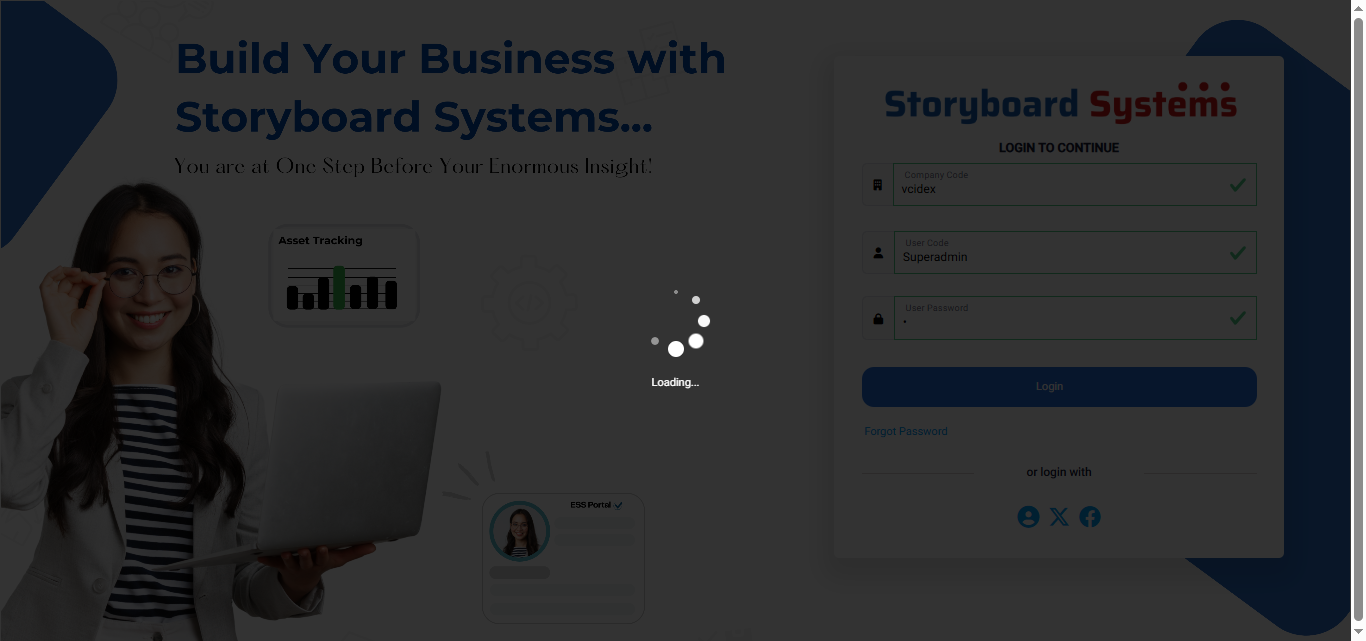 Build Your Business with
Storyboard Systems...
You are at One Step Before Your Enormous Insight!
Asset Tracking
ESS Portal
Loading...
Storyboard Systems
LOGIN TO CONTINUE
Company Code
vcidex
User Code
Superadmin
User Password
Login
Forgot Password
or login with